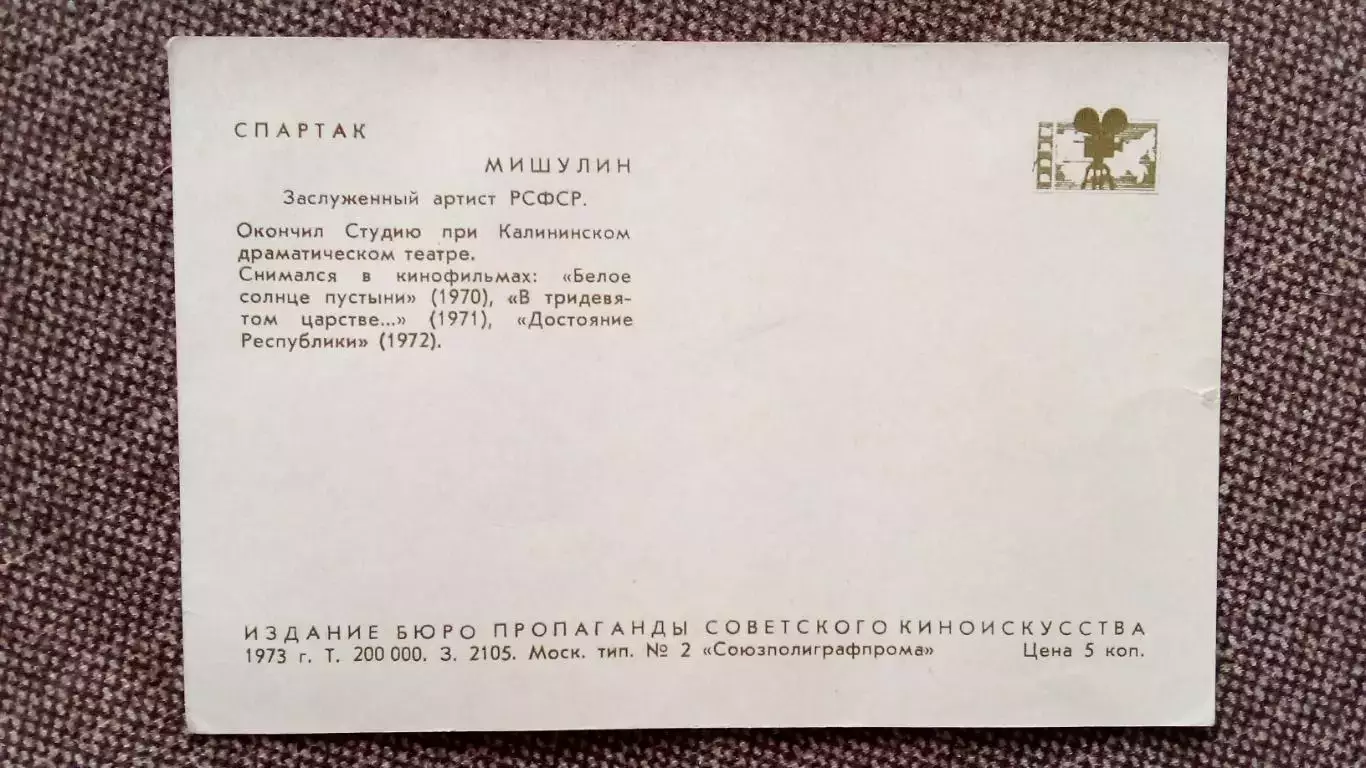 СПАРТАК
МИШУЛИН
Заслуженный артист РСФСР.
Окончил Студию при Калининском
драматическом театре.
Снимался в кинофильмах: «Белое
солнце пустыни» (1970), «В тридевя-
том царстве...» (1971), «Достояние
Республики» (1972).
ИЗДАНИЕ БЮРО ПРОПАГАНДЫ СОВЕТСКОГО КИНОИСКУССТВА
1973 г. Т. 200 000. З. 2105. Моск. тип. № 2 «Союзполиграфпрома» Цена 5 коп.